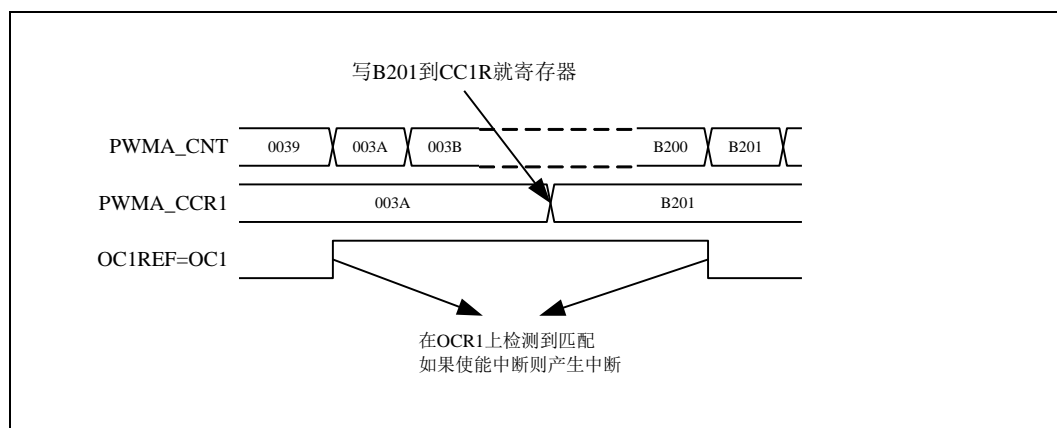 写B201到CC1R就寄存器
PWMA_CNT 0039 003A 003B B200 B201
PWMA_CCR1 003A B201
OC1REF=OC1
在OCR1上检测到匹配
如果使能中断则产生中断